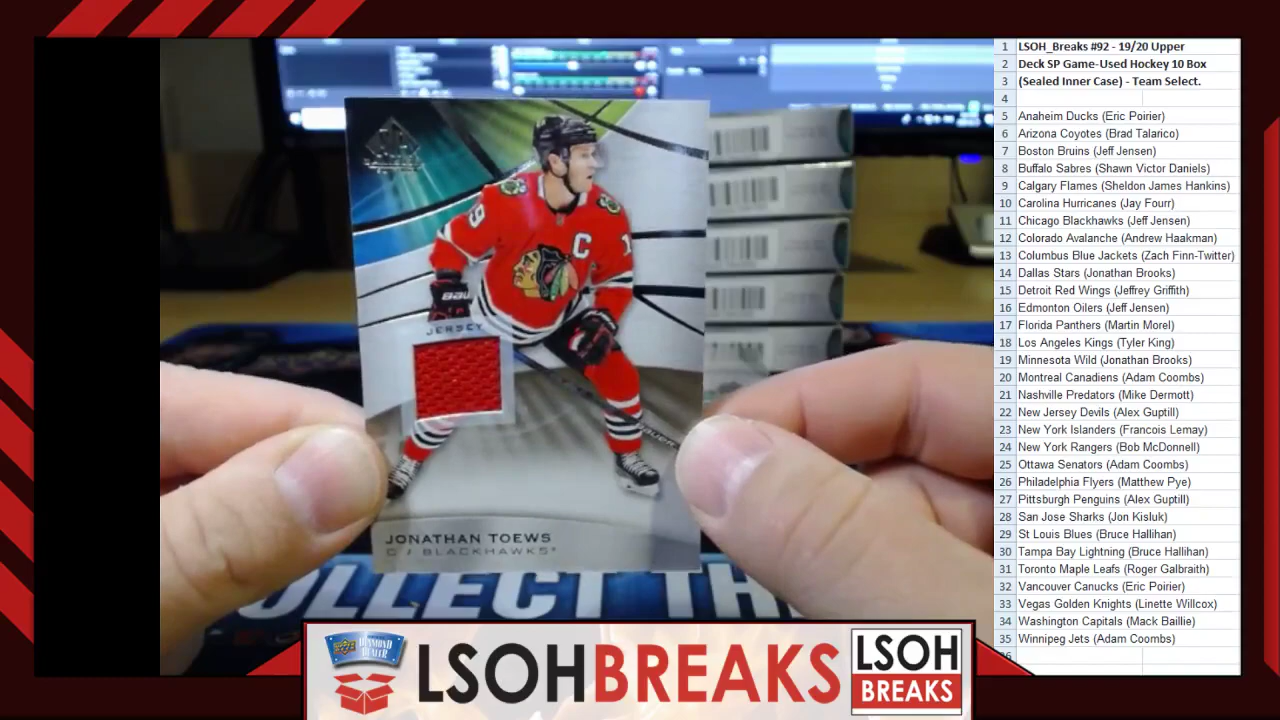 1 LSOH_Breaks #92 - 19/20 Upper
2 Deck SP Game-Used Hockey 10 Box
3 (Sealed Inner Case) - Team Select.
4
5 Anaheim Ducks (Eric Poirier)
6 Arizona Coyotes (Brad Talarico)
7 Boston Bruins (Jeff Jensen)
8 Buffalo Sabres (Shawn Victor Daniels)
9 Calgary Flames (Sheldon James Hankins)
10 Carolina Hurricanes (Jay Fourr)
11 Chicago Blackhawks (Jeff Jensen)
12 Colorado Avalanche (Andrew Haakman)
13 Columbus Blue Jackets (Zach Finn-Twitter)
14 Dallas Stars (Jonathan Brooks)
15 Detroit Red Wings (Jeffrey Griffith)
16 Edmonton Oilers (Jeff Jensen)
17 Florida Panthers (Martin Morel)
18 Los Angeles Kings (Tyler King)
19 Minnesota Wild (Jonathan Brooks)
20 Montreal Canadiens (Adam Coombs)
21 Nashville Predators (Mike Dermott)
22 New Jersey Devils (Alex Guptill)
23 New York Islanders (Francois Lemay)
24 New York Rangers (Bob McDonnell)
25 Ottawa Senators (Adam Coombs)
26 Philadelphia Flyers (Matthew Pye)
27 Pittsburgh Penguins (Alex Guptill)
28 San Jose Sharks (Jon Kisluk)
29 St Louis Blues (Bruce Hallihan)
30 Tampa Bay Lightning (Bruce Hallihan)
31 Toronto Maple Leafs (Roger Galbraith)
32 Vancouver Canucks (Eric Poirier)
33 Vegas Golden Knights (Linette Willcox)
34 Washington Capitals (Mack Baillie)
35 Winnipeg Jets (Adam Coombs)
36
SP
9
C
1
BAUER
JERSEY
BAUER
JONATHAN TOEWS
C / BLACKHAWKS
OLLECT TH
DIAMOND
DEALER
LSOHBREAKS
LSOH
BREAKS